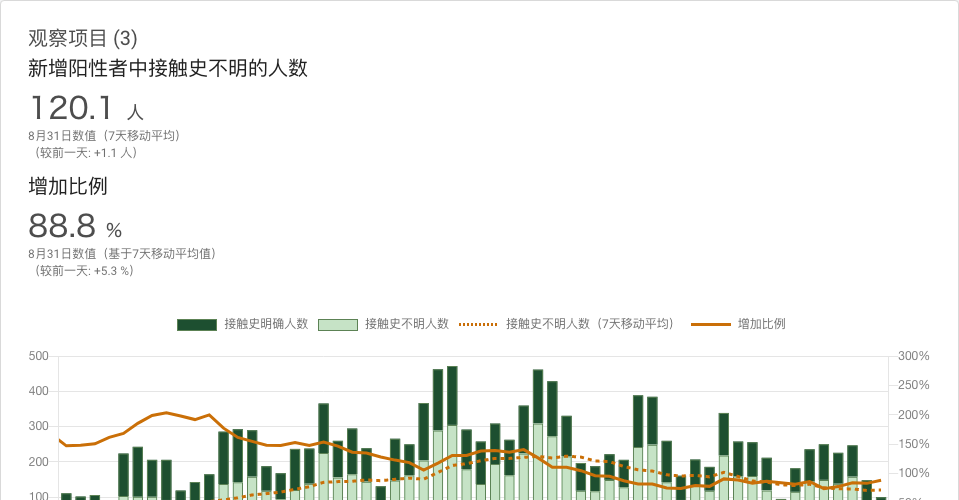 观察项目 (3)
新增阳性者中接触史不明的人数
120.1 人
8月31日数值（7天移动平均）
（较前一天: +1.1 人）
增加比例
88.8 %
8月31日数值（基于7天移动平均值）
（较前一天: +5.3 %）
接触史明确人数 接触史不明人数 接触史不明人数（7天移动平均） 增加比例
500 300%
250%
400
200%
300
150%
200
100%
100